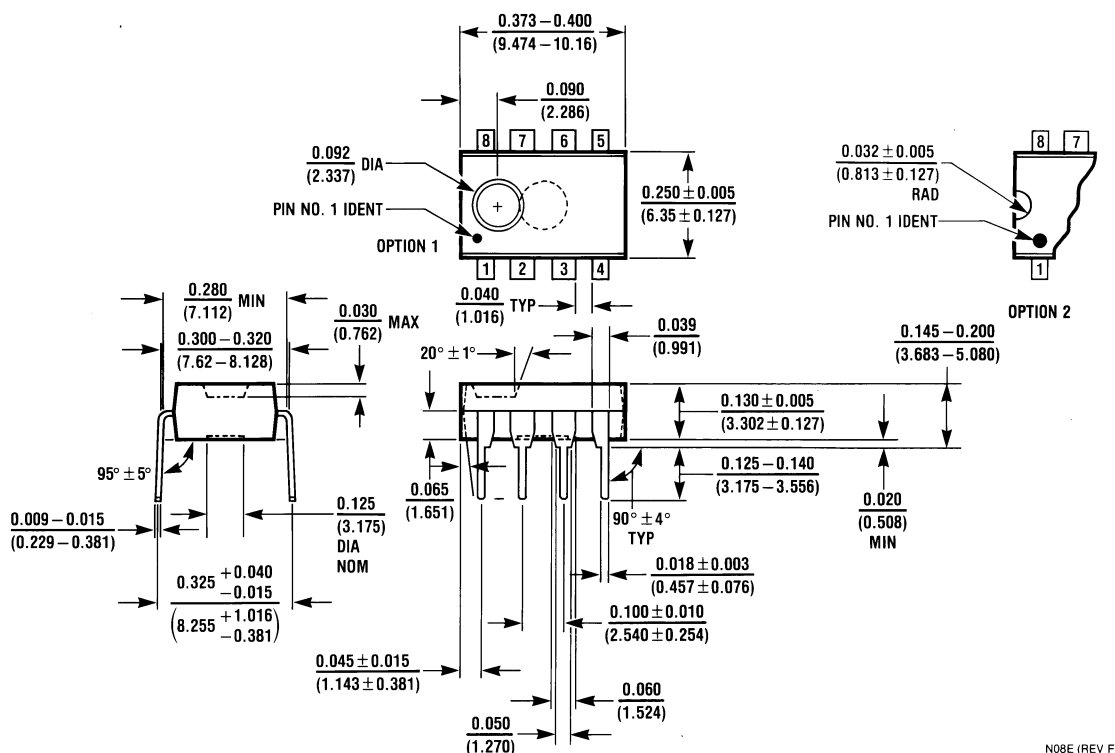 0.373 – 0.400
(9.474 – 10.16)
0.090
(2.286)
8 7 6 5
0.092 DIA
(2.337)
PIN NO. 1 IDENT
OPTION 1
0.250 ± 0.005
(6.35 ± 0.127)
1 2 3 4
0.032 ± 0.005
(0.813 ± 0.127)
RAD
PIN NO. 1 IDENT
8 7
1
OPTION 2
0.280 MIN
(7.112)
0.300 – 0.320
(7.62 – 8.128)
0.030 MAX
(0.762)
0.040 TYP
(1.016)
20° ± 1°
0.039
(0.991)
0.145 – 0.200
(3.683 – 5.080)
0.130 ± 0.005
(3.302 ± 0.127)
0.125 – 0.140
(3.175 – 3.556)
0.020
(0.508)
MIN
95° ± 5°
0.009 – 0.015
(0.229 – 0.381)
0.125
(3.175)
DIA
NOM
0.065
(1.651)
90° ± 4°
TYP
0.018 ± 0.003
(0.457 ± 0.076)
0.325 +0.040
−0.015
(8.255 +1.016
−0.381)
0.100 ± 0.010
(2.540 ± 0.254)
0.045 ± 0.015
(1.143 ± 0.381)
0.060
(1.524)
0.050
(1.270)
N08E (REV F